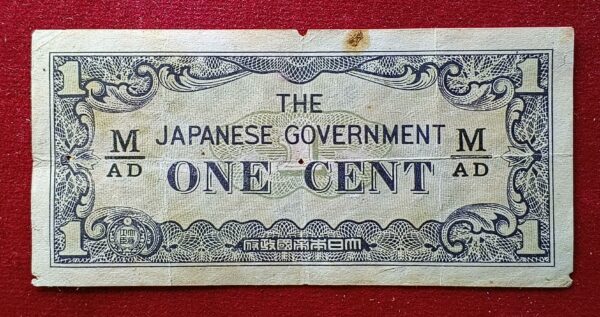 1 1
THE
M JAPANESE GOVERNMENT M
AD ONE CENT AD
1 大日本帝國政府 1